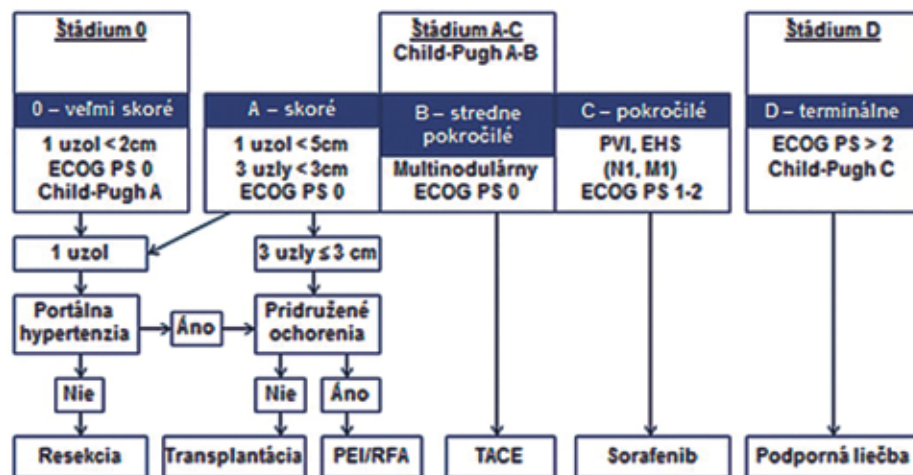 Štádium 0
Štádium A-C
Child-Pugh A-B
Štádium D
0 – veľmi skoré
A – skoré
B – stredne
pokročilé
C – pokročilé
D – terminálne
1 uzol <2cm
ECOG PS 0
Child-Pugh A
1 uzol <5cm
3 uzly <3cm
ECOG PS 0
Multinodulárny
ECOG PS 0
PVI, EHS
(N1, M1)
ECOG PS 1-2
ECOG PS > 2
Child-Pugh C
1 uzol
3 uzly ≤ 3 cm
Portálna
hypertenzia
Áno
Pridružené
ochorenia
Nie
Nie
Áno
Resekcia
Transplantácia
PEI/RFA
TACE
Sorafenib
Podporná liečba